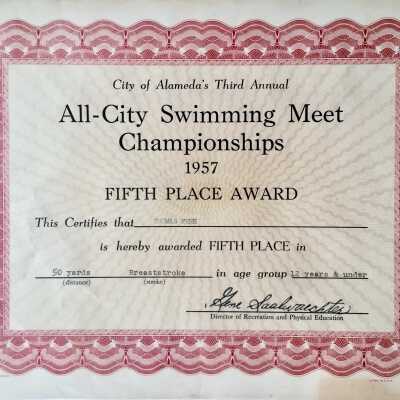 City of Alameda's Third Annual
All-City Swimming Meet
Championships
1957
FIFTH PLACE AWARD
This Certifies that
is hereby awarded FIFTH PLACE in
50 yards Breaststroke in age group 12 years & under
(distance) (stroke)
Gene Saalwaechter
Director of Recreation and Physical Education